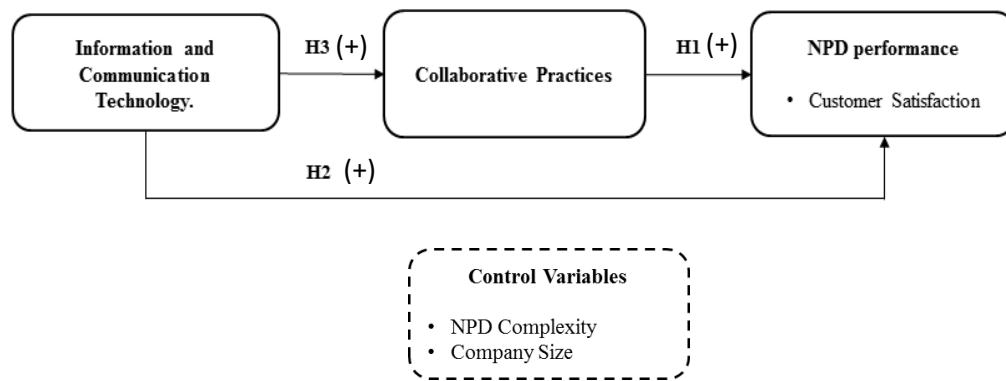 Information and
Communication
Technology.
H3 (+)
Collaborative Practices
H1 (+)
NPD performance
• Customer Satisfaction
H2 (+)
Control Variables
• NPD Complexity
• Company Size